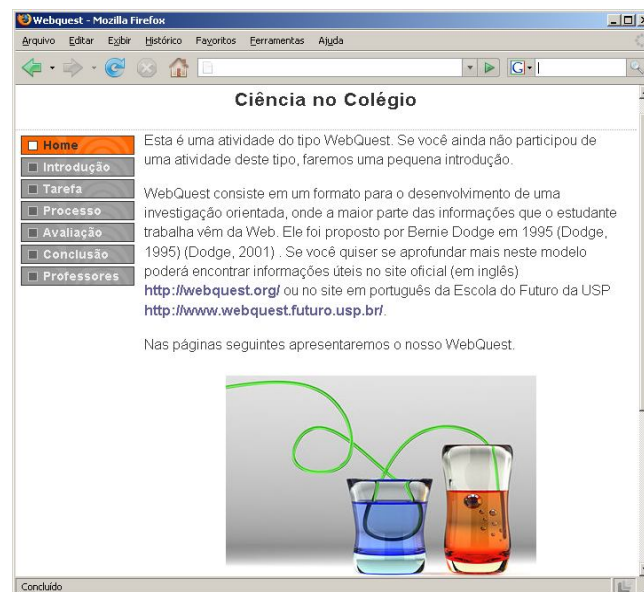 Webquest - Mozilla Firefox
Arquivo Editar Exibir Histórico Favoritos Ferramentas Ajuda
G
Ciência no Colégio
Home
Introdução
Tarefa
Processo
Avaliação
Conclusão
Professores
Esta é uma atividade do tipo WebQuest. Se você ainda não participou de
uma atividade deste tipo, faremos uma pequena introdução.
WebQuest consiste em um formato para o desenvolvimento de uma
investigação orientada, onde a maior parte das informações que o estudante
trabalha vêm da Web. Ele foi proposto por Bernie Dodge em 1995 (Dodge,
1995) (Dodge, 2001) . Se você quiser se aprofundar mais neste modelo
poderá encontrar informações úteis no site oficial (em inglês)
http://webquest.org/ ou no site em português da Escola do Futuro da USP
http://www.webquest.futuro.usp.br/.
Nas páginas seguintes apresentaremos o nosso WebQuest.
Concluído